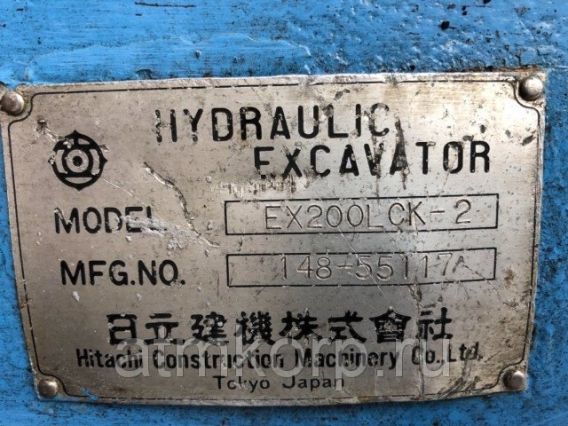 HYDRAULIC
EXCAVATOR
MODEL EX200LCK-2
MFG.NO. 148-55117
日立建機株式會社
Hitachi Construction Machinery Co., Ltd.
Tokyo Japan
atmkorp.ru